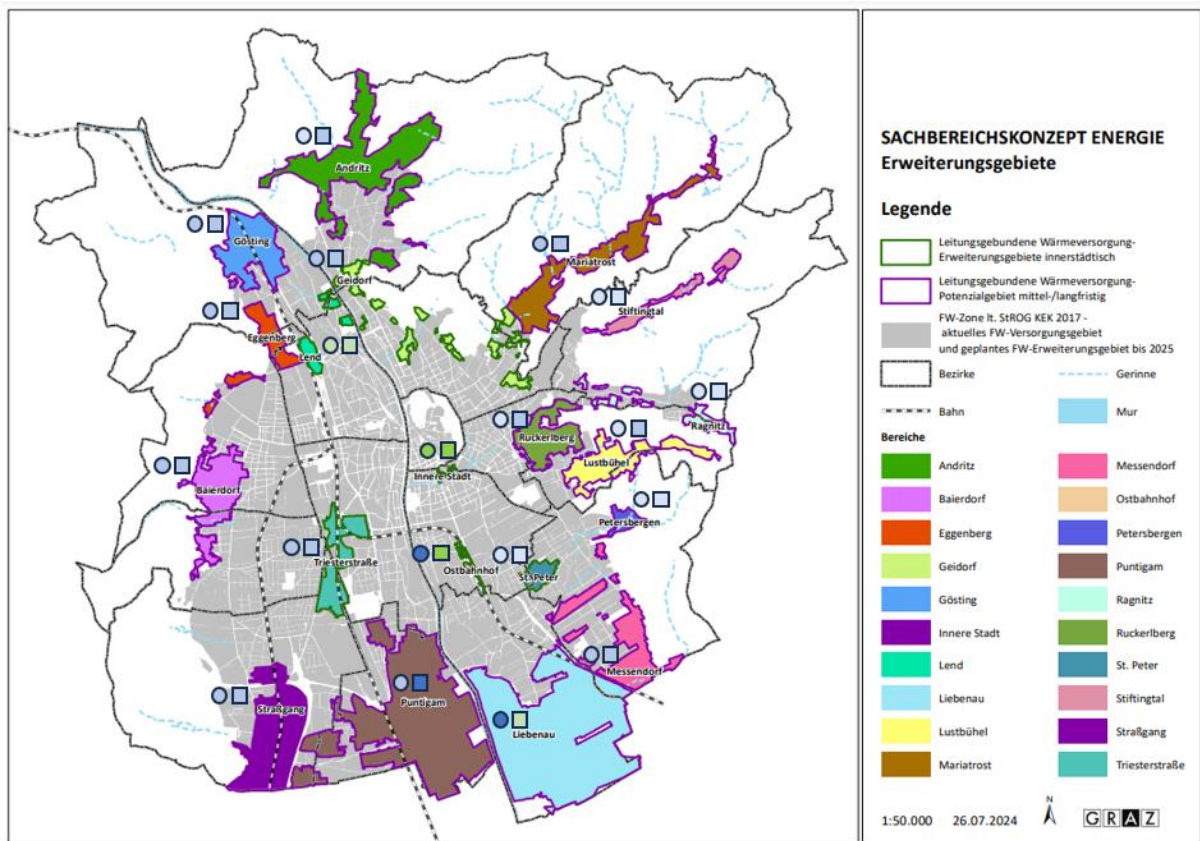 Andritz
Gösting
Geidorf
Mariatrost
Stiftingtal
Eggenberg
Lend
Ragnitz
Ruckerlberg
Lustbühel
Innere Stadt
Baierdorf
Petersbergen
Triesterstraße
Ostbahnhof
St. Peter
Messendorf
Puntigam
Straßgang
Liebenau
SACHBEREICHSKONZEPT ENERGIE
Erweiterungsgebiete
Legende
Leitungsgebundene Wärmeversorgung-
Erweiterungsgebiete innerstädtisch
Leitungsgebundene Wärmeversorgung-
Potenzialgebiet mittel-/langfristig
FW-Zone lt. StROG KEK 2017 -
aktuelles FW-Versorgungsgebiet
und geplantes FW-Erweiterungsgebiet bis 2025
Bezirke
Gerinne
Bahn
Mur
Bereiche
Andritz
Messendorf
Baierdorf
Ostbahnhof
Eggenberg
Petersbergen
Geidorf
Puntigam
Gösting
Ragnitz
Innere Stadt
Ruckerlberg
Lend
St. Peter
Liebenau
Stiftingtal
Lustbühel
Straßgang
Mariatrost
Triesterstraße
1:50.000 26.07.2024
N
GRAZ